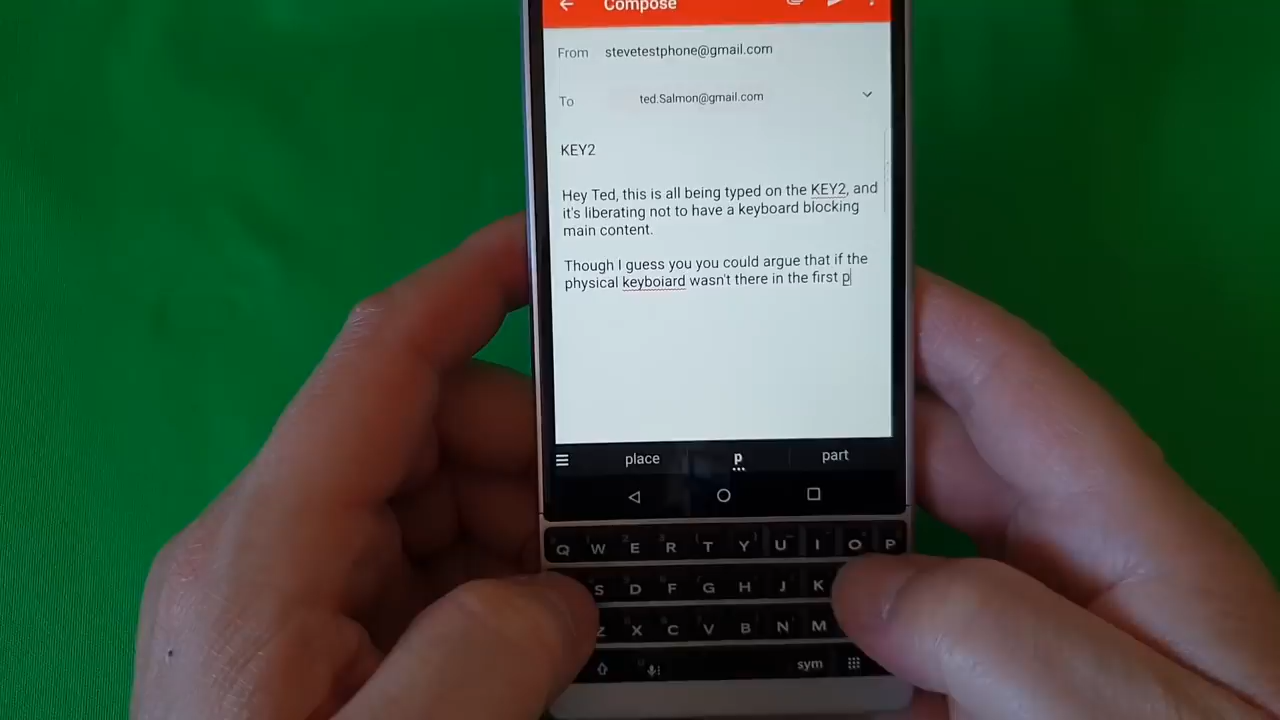 Compose
From stevetestphone@gmail.com
To ted.Salmon@gmail.com
KEY2
Hey Ted, this is all being typed on the KEY2, and
it's liberating not to have a keyboard blocking
main content.
Though I guess you you could argue that if the
physical keyboiard wasn't there in the first p
place p part
Q W E R T Y U I O P
S D F G H J K
Z X C V B N M
sym